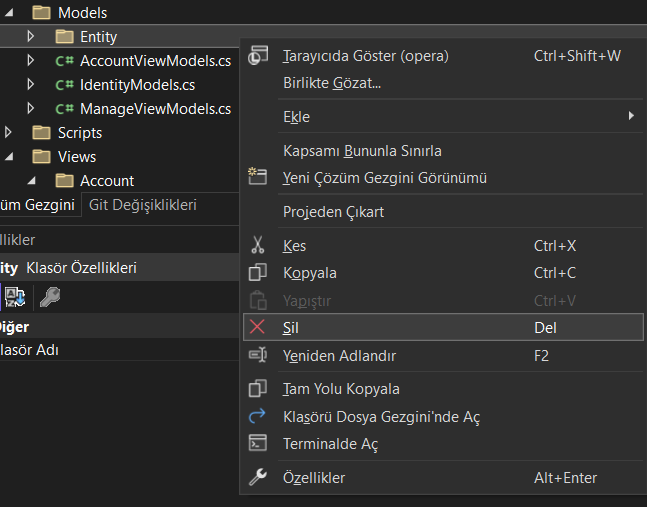 Models
Entity
AccountViewModels.cs
IdentityModels.cs
ManageViewModels.cs
Scripts
Views
Account
üm Gezgini
Git Değişiklikleri
llikler
ity Klasör Özellikleri
Diğer
lasör Adı
Tarayıcıda Göster (opera) Ctrl+Shift+W
Birlikte Gözat...
Ekle
Kapsamı Bununla Sınırla
Yeni Çözüm Gezgini Görünümü
Projeden Çıkart
Kes Ctrl+X
Kopyala Ctrl+C
Yapıştır Ctrl+V
Sil Del
Yeniden Adlandır F2
Tam Yolu Kopyala
Klasörü Dosya Gezgini'nde Aç
Terminalde Aç
Özellikler Alt+Enter